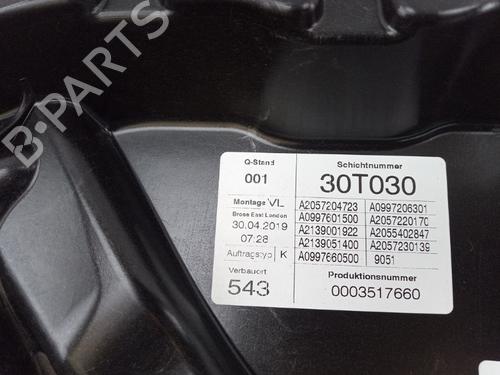 B-PARTS
Q-Stand
001
Schichtnummer
30T030
Montage VL
Brose East London
30.04.2019
07:28
Auftragstyp K
Verbauort
543
A2057204723 A0997206301
A0997601500 A2057220170
A2139001922 A2055402847
A2139051400 A2057230139
A0997660500 9051
Produktionsnummer
0003517660